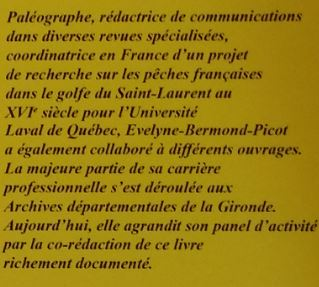 Paléographe, rédactrice de communications
dans diverses revues spécialisées,
coordinatrice en France d'un projet
de recherche sur les pêches françaises
dans le golfe du Saint-Laurent au
XVIᵉ siècle pour l'Université
Laval de Québec, Evelyne-Bermond-Picot
a également collaboré à différents ouvrages.
La majeure partie de sa carrière
professionnelle s'est déroulée aux
Archives départementales de la Gironde.
Aujourd'hui, elle agrandit son panel d'activité
par la co-rédaction de ce livre
richement documenté.